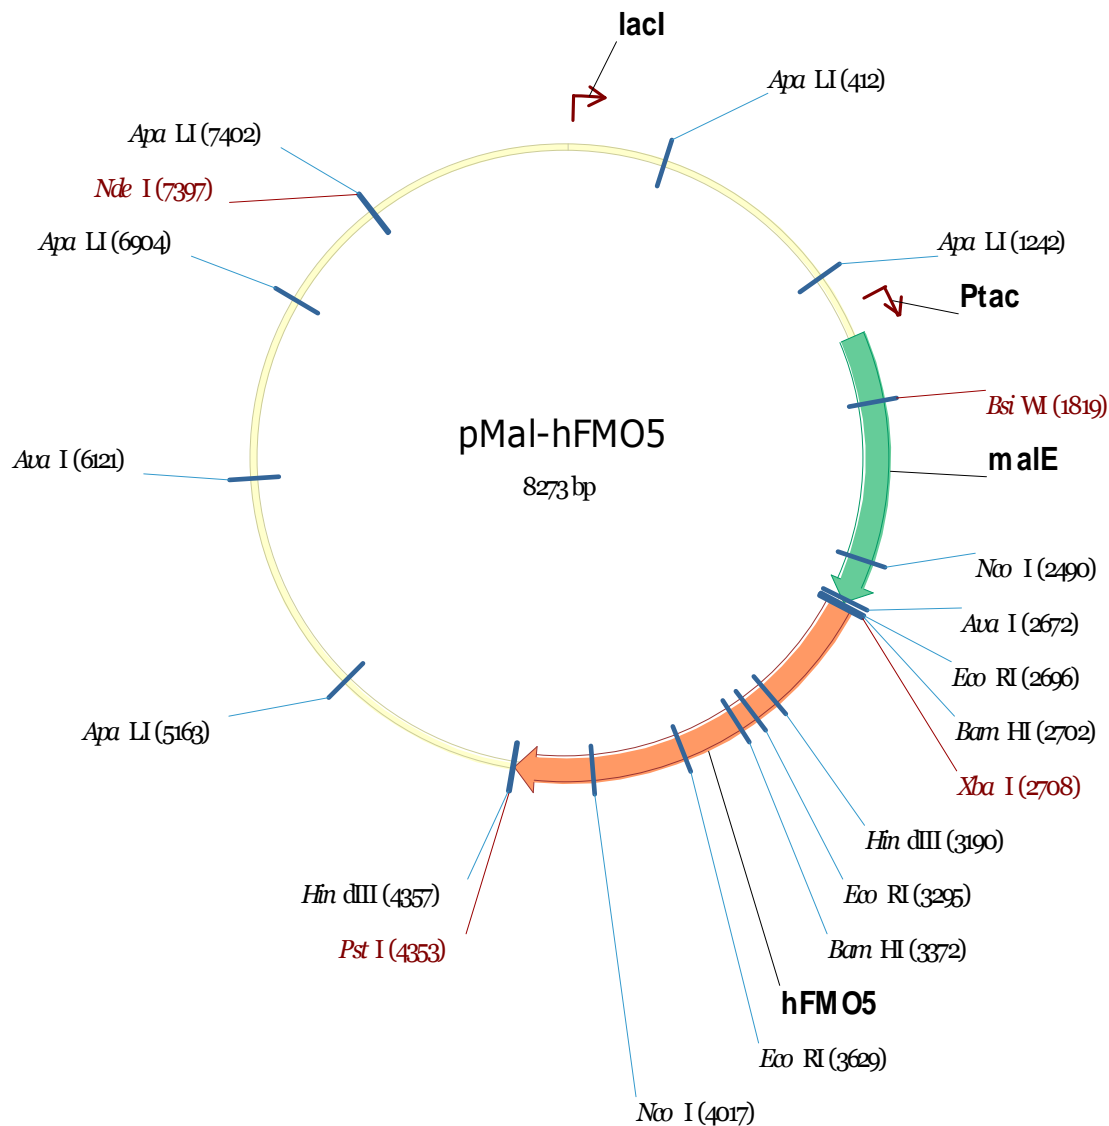 lacI
Apa LI (412)
Apa LI (7402)
Nde I (7397)
Apa LI (6904)
Apa LI (1242)
Ptac
Bsi WI (1819)
malE
pMal-hFMO5
8273 bp
Ava I (6121)
Nco I (2490)
Ava I (2672)
Eco RI (2696)
Bam HI (2702)
Xba I (2708)
Apa LI (5163)
Hin dIII (3190)
Hin dIII (4357)
Eco RI (3295)
Pst I (4353)
Bam HI (3372)
hFMO5
Eco RI (3629)
Nco I (4017)